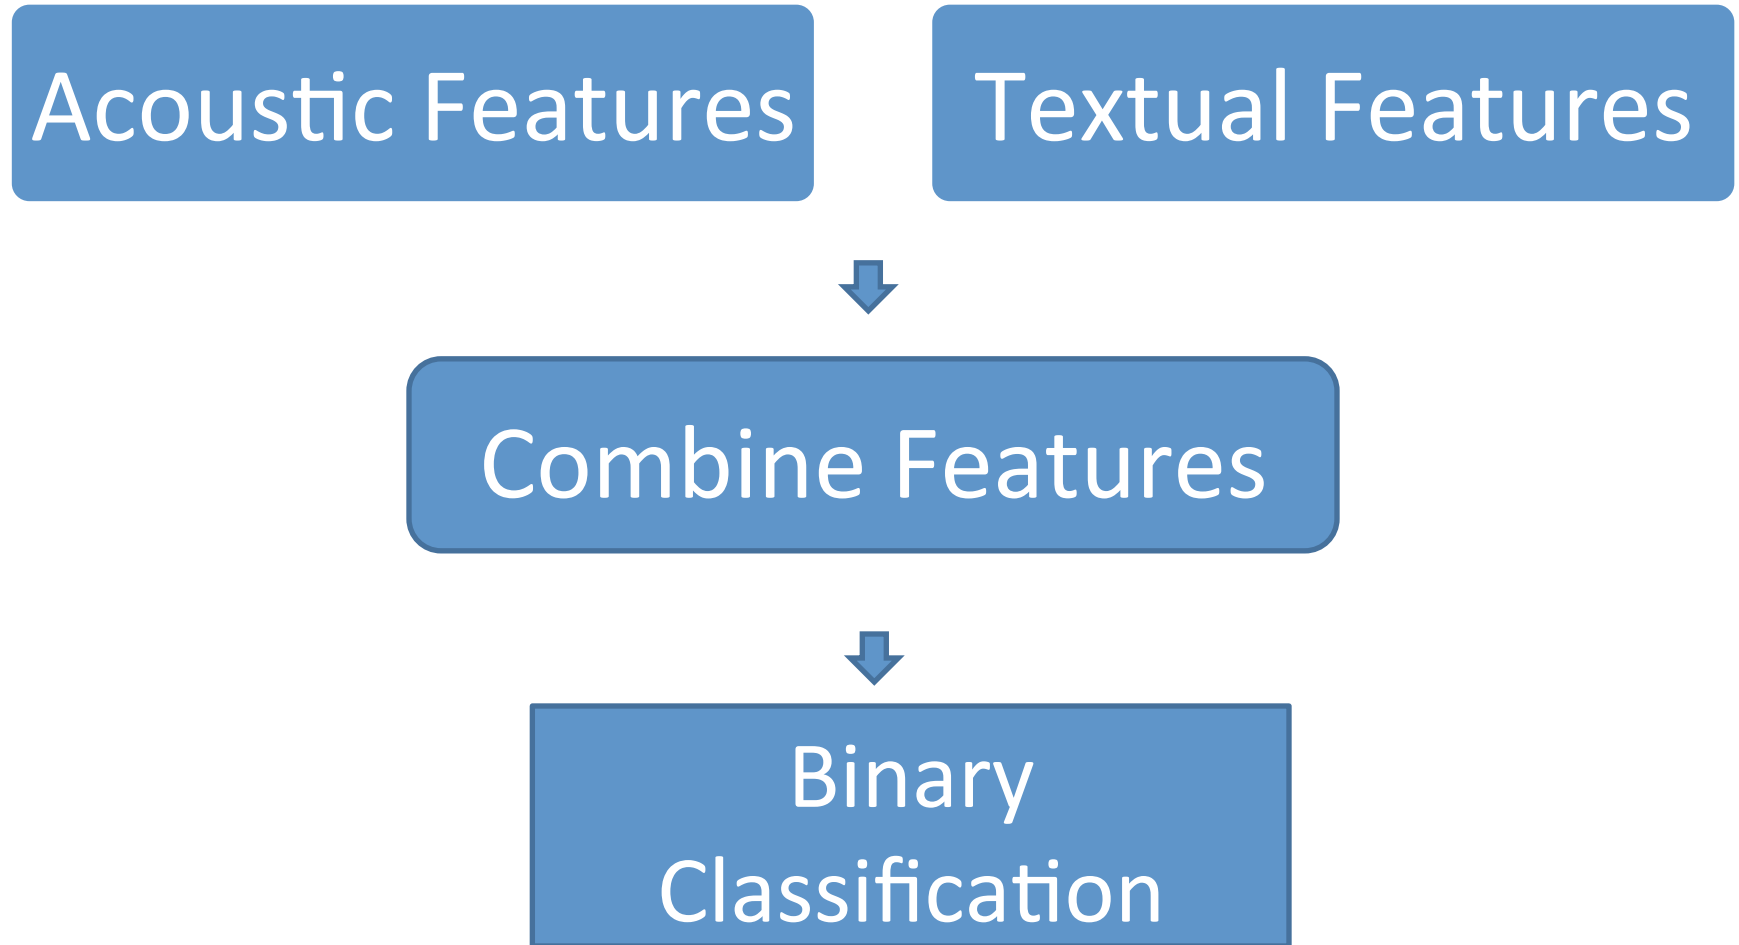 Acoustic Features
Textual Features
Combine Features
Binary
Classification